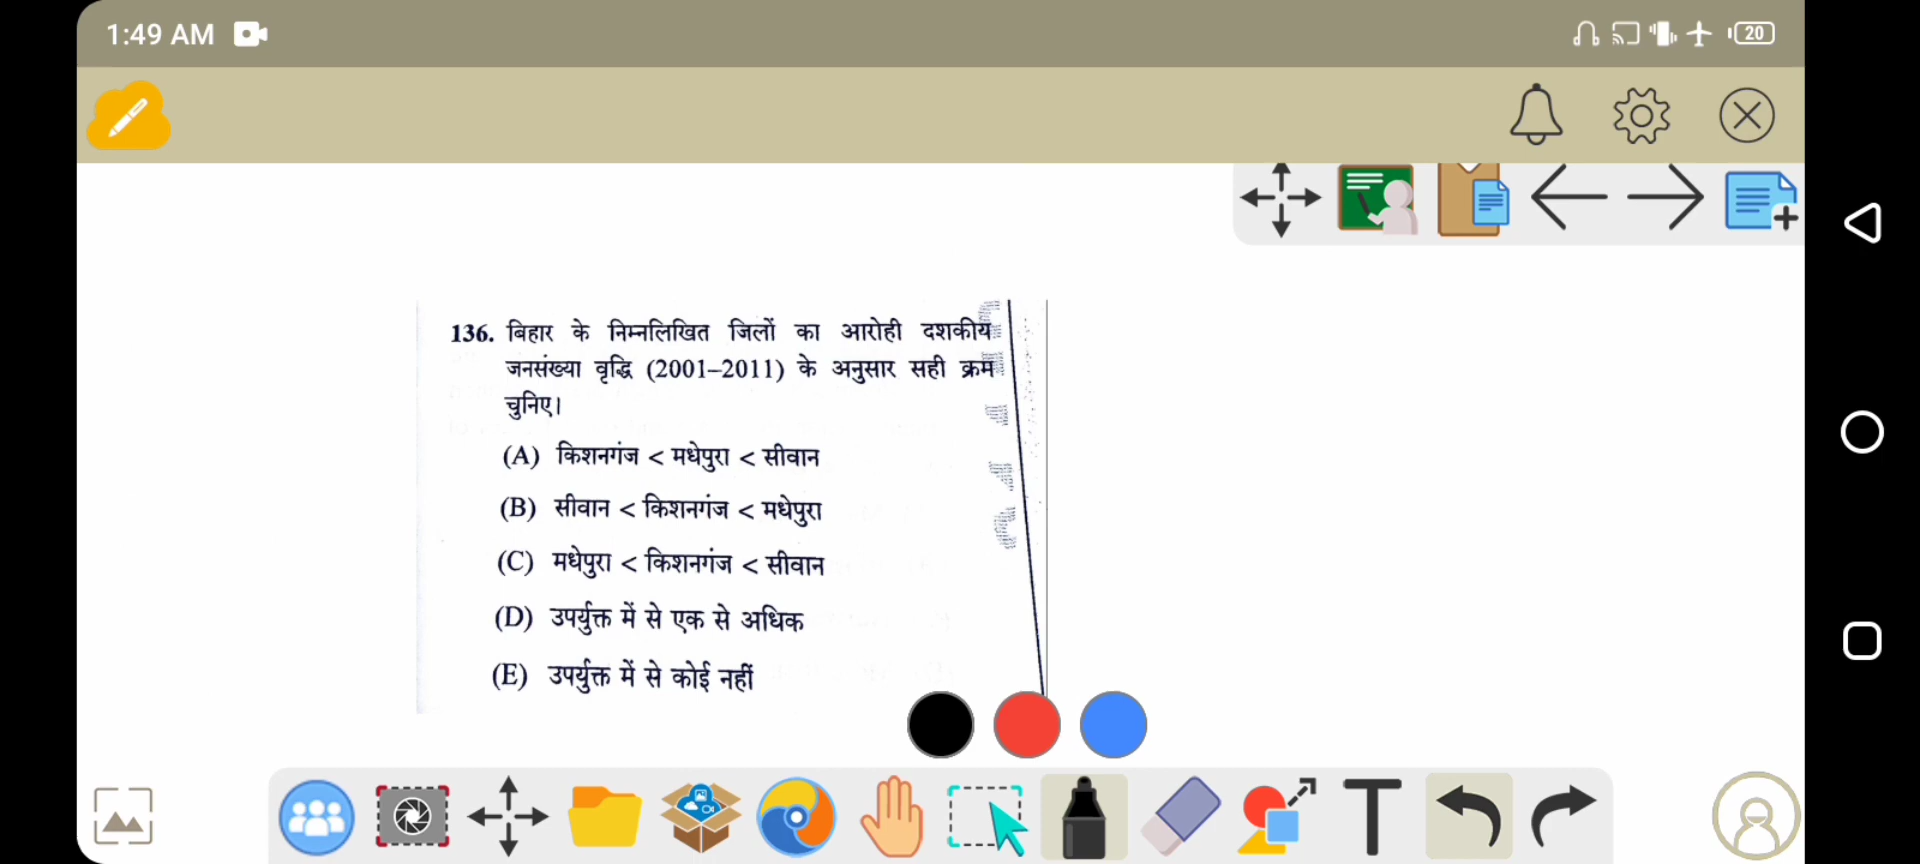 1:49 AM
20
136. बिहार के निम्नलिखित जिलों का आरोही दशकीय
जनसंख्या वृद्धि (2001–2011) के अनुसार सही क्रम
चुनिए।
(A) किशनगंज < मधेपुरा < सीवान
(B) सीवान < किशनगंज < मधेपुरा
(C) मधेपुरा < किशनगंज < सीवान
(D) उपर्युक्त में से एक से अधिक
(E) उपर्युक्त में से कोई नहीं
T